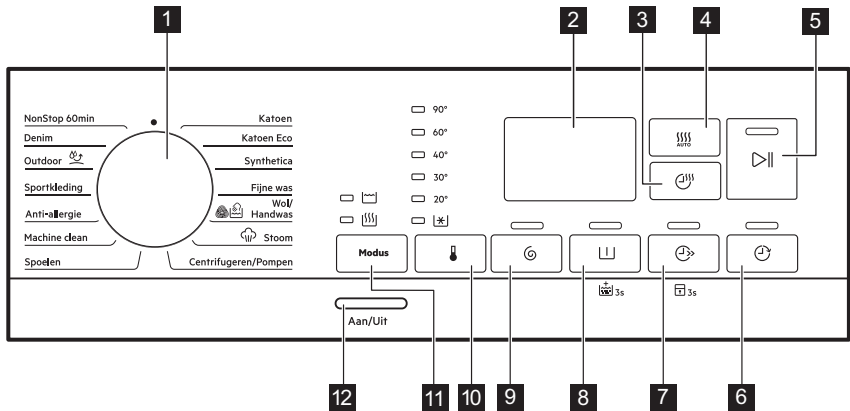 1
2
3
4
5
NonStop 60min
Denim
Outdoor
Sportkleding
Anti-allergie
Machine clean
Spoelen
Katoen
Katoen Eco
Synthetica
Fijne was
Wol/
Handwas
Stoom
Centrifugeren/Pompen
90°
60°
40°
30°
20°
AUTO
Modus
3s
3s
Aan/Uit
12
11
10
9
8
7
6